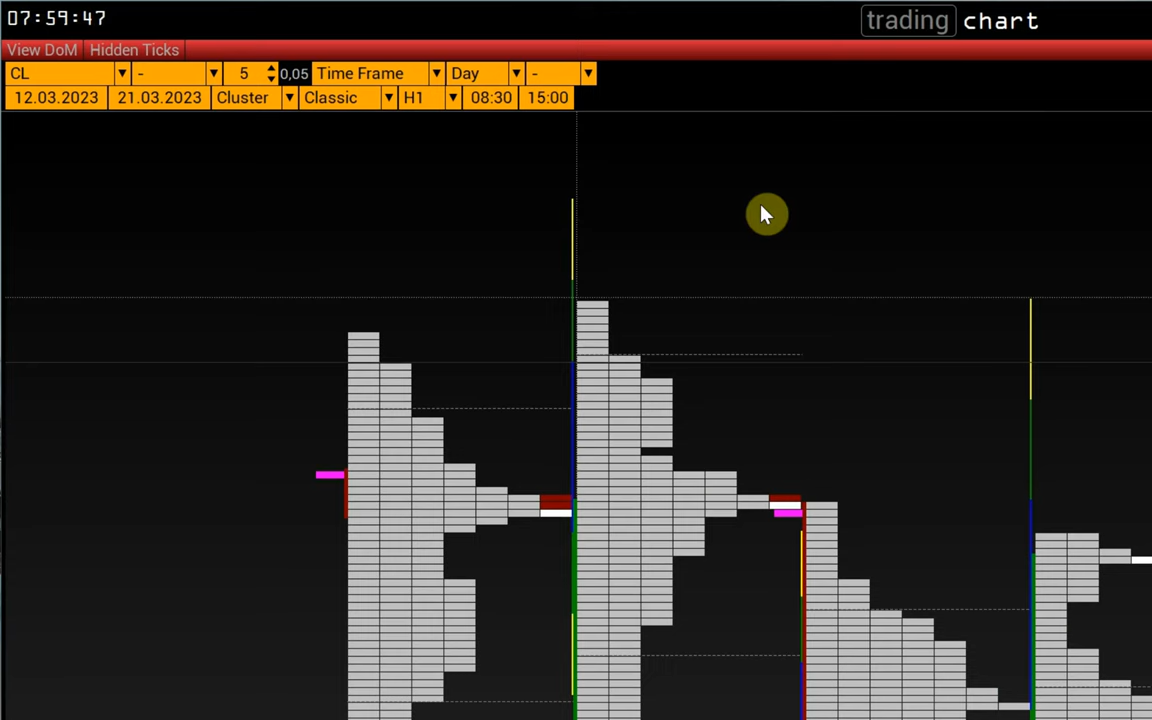 07:59:47
trading chart
View DoM Hidden Ticks
CL - 5 0,05 Time Frame Day -
12.03.2023 21.03.2023 Cluster Classic H1 08:30 15:00